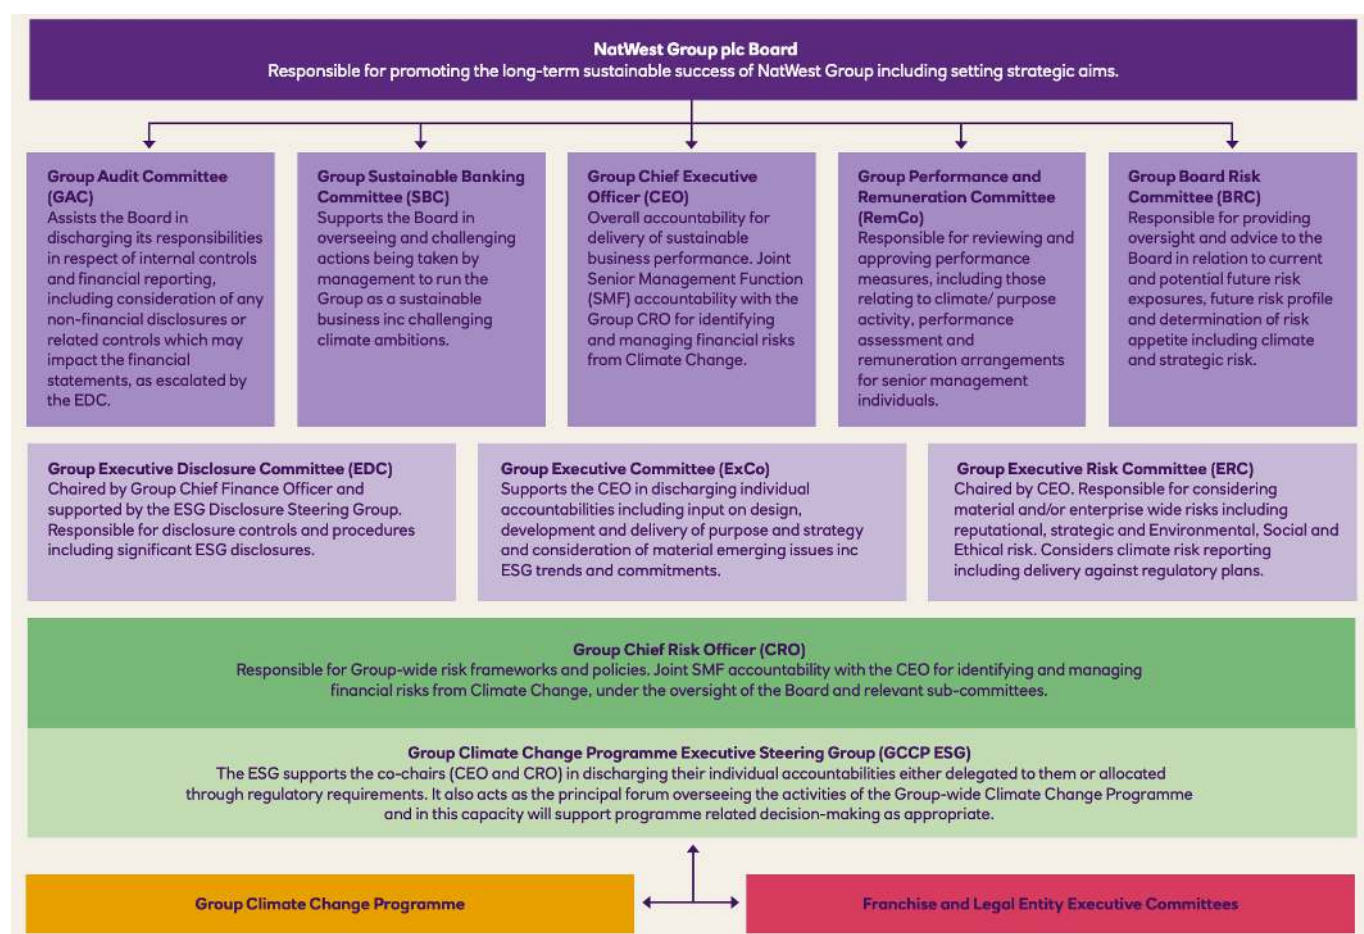 NatWest Group plc Board
Responsible for promoting the long-term sustainable success of NatWest Group including setting strategic aims.
Group Audit Committee
(GAC)
Assists the Board in
discharging its responsibilities
in respect of internal controls
and financial reporting,
including consideration of any
non-financial disclosures or
related controls which may
impact the financial
statements, as escalated by
the EDC.
Group Sustainable Banking
Committee (SBC)
Supports the Board in
overseeing and challenging
actions being taken by
management to run the
Group as a sustainable
business inc challenging
climate ambitions.
Group Chief Executive
Officer (CEO)
Overall accountability for
delivery of sustainable
business performance. Joint
Senior Management Function
(SMF) accountability with the
Group CRO for identifying
and managing financial risks
from Climate Change.
Group Performance and
Remuneration Committee
(RemCo)
Responsible for reviewing and
approving performance
measures, including those
relating to climate/ purpose
activity, performance
assessment and
remuneration arrangements
for senior management
individuals.
Group Board Risk
Committee (BRC)
Responsible for providing
oversight and advice to the
Board in relation to current
and potential future risk
exposures, future risk profile
and determination of risk
appetite including climate
and strategic risk.
Group Executive Disclosure Committee (EDC)
Chaired by Group Chief Finance Officer and
supported by the ESG Disclosure Steering Group.
Responsible for disclosure controls and procedures
including significant ESG disclosures.
Group Executive Committee (ExCo)
Supports the CEO in discharging individual
accountabilities including input on design,
development and delivery of purpose and strategy
and consideration of material emerging issues inc
ESG trends and commitments.
Group Executive Risk Committee (ERC)
Chaired by CEO. Responsible for considering
material and/or enterprise wide risks including
reputational, strategic and Environmental, Social and
Ethical risk. Considers climate risk reporting
including delivery against regulatory plans.
Group Chief Risk Officer (CRO)
Responsible for Group-wide risk frameworks and policies. Joint SMF accountability with the CEO for identifying and managing
financial risks from Climate Change, under the oversight of the Board and relevant sub-committees.
Group Climate Change Programme Executive Steering Group (GCCP ESG)
The ESG supports the co-chairs (CEO and CRO) in discharging their individual accountabilities either delegated to them or allocated
through regulatory requirements. It also acts as the principal forum overseeing the activities of the Group-wide Climate Change Programme
and in this capacity will support programme related decision-making as appropriate.
Group Climate Change Programme
Franchise and Legal Entity Executive Committees